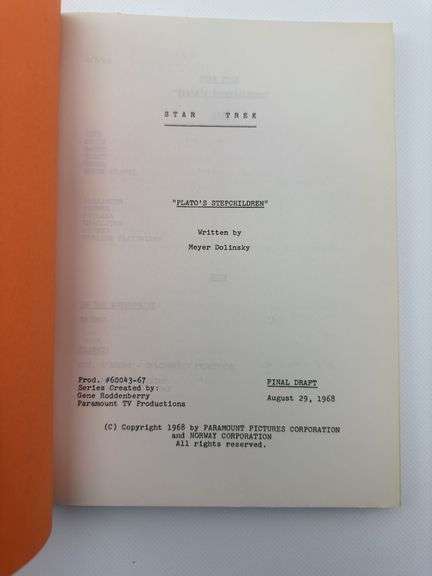 STAR TREK
"PLATO'S STEPCHILDREN"
Written by
Meyer Dolinsky
Prod. #60043-67
Series Created by:
Gene Roddenberry
Paramount TV Productions
FINAL DRAFT
August 29, 1968
(C) Copyright 1968 by PARAMOUNT PICTURES CORPORATION
and NORWAY CORPORATION
All rights reserved.